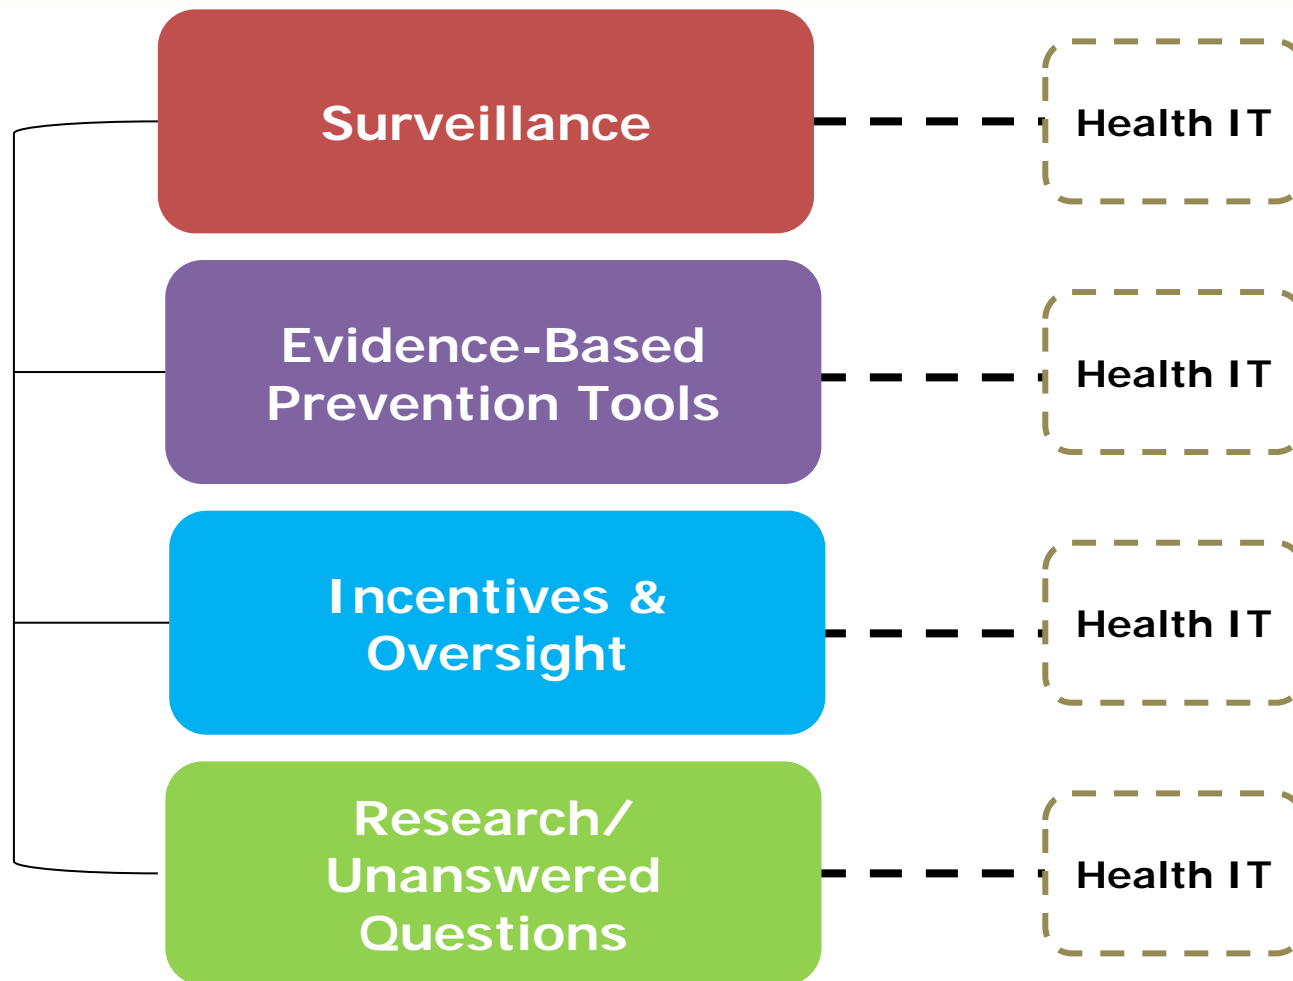 Surveillance
Health IT
Evidence-Based
Prevention Tools
Health IT
Incentives &
Oversight
Health IT
Research/
Unanswered
Questions
Health IT